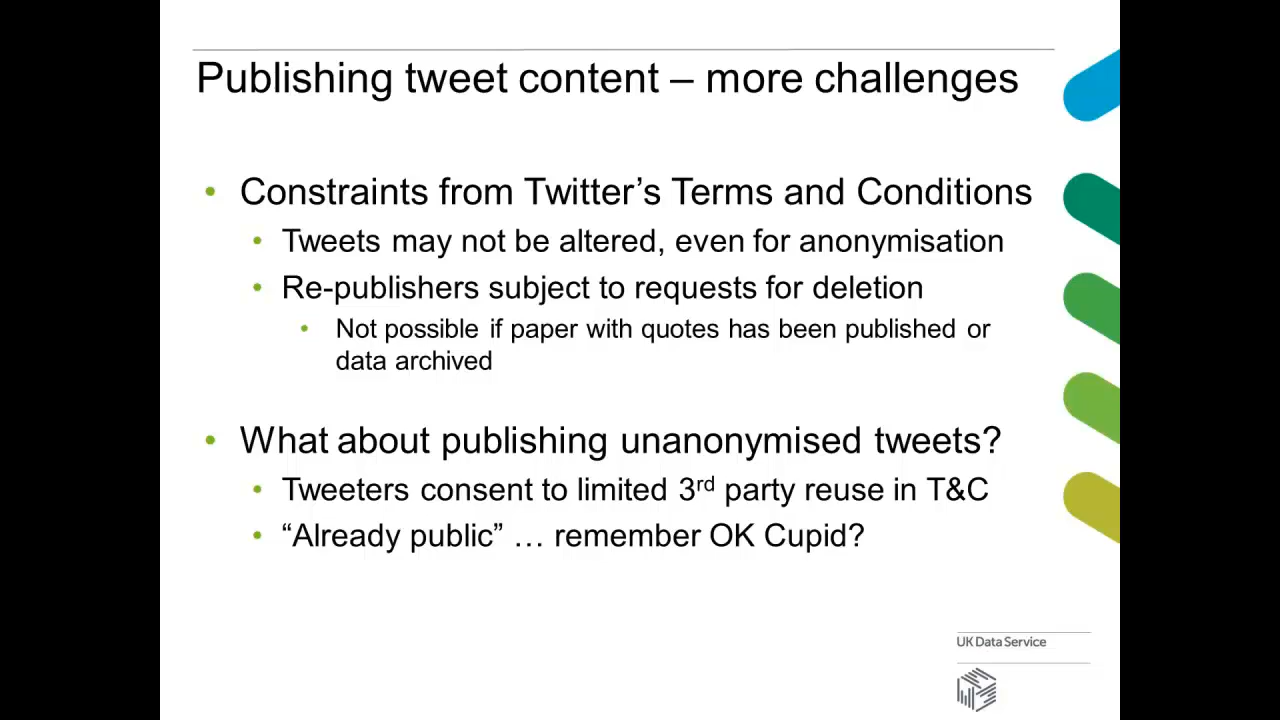 Publishing tweet content – more challenges
• Constraints from Twitter’s Terms and Conditions
• Tweets may not be altered, even for anonymisation
• Re-publishers subject to requests for deletion
• Not possible if paper with quotes has been published or
data archived
• What about publishing unanonymised tweets?
• Tweeters consent to limited 3rd party reuse in T&C
• “Already public” … remember OK Cupid?
UK Data Service